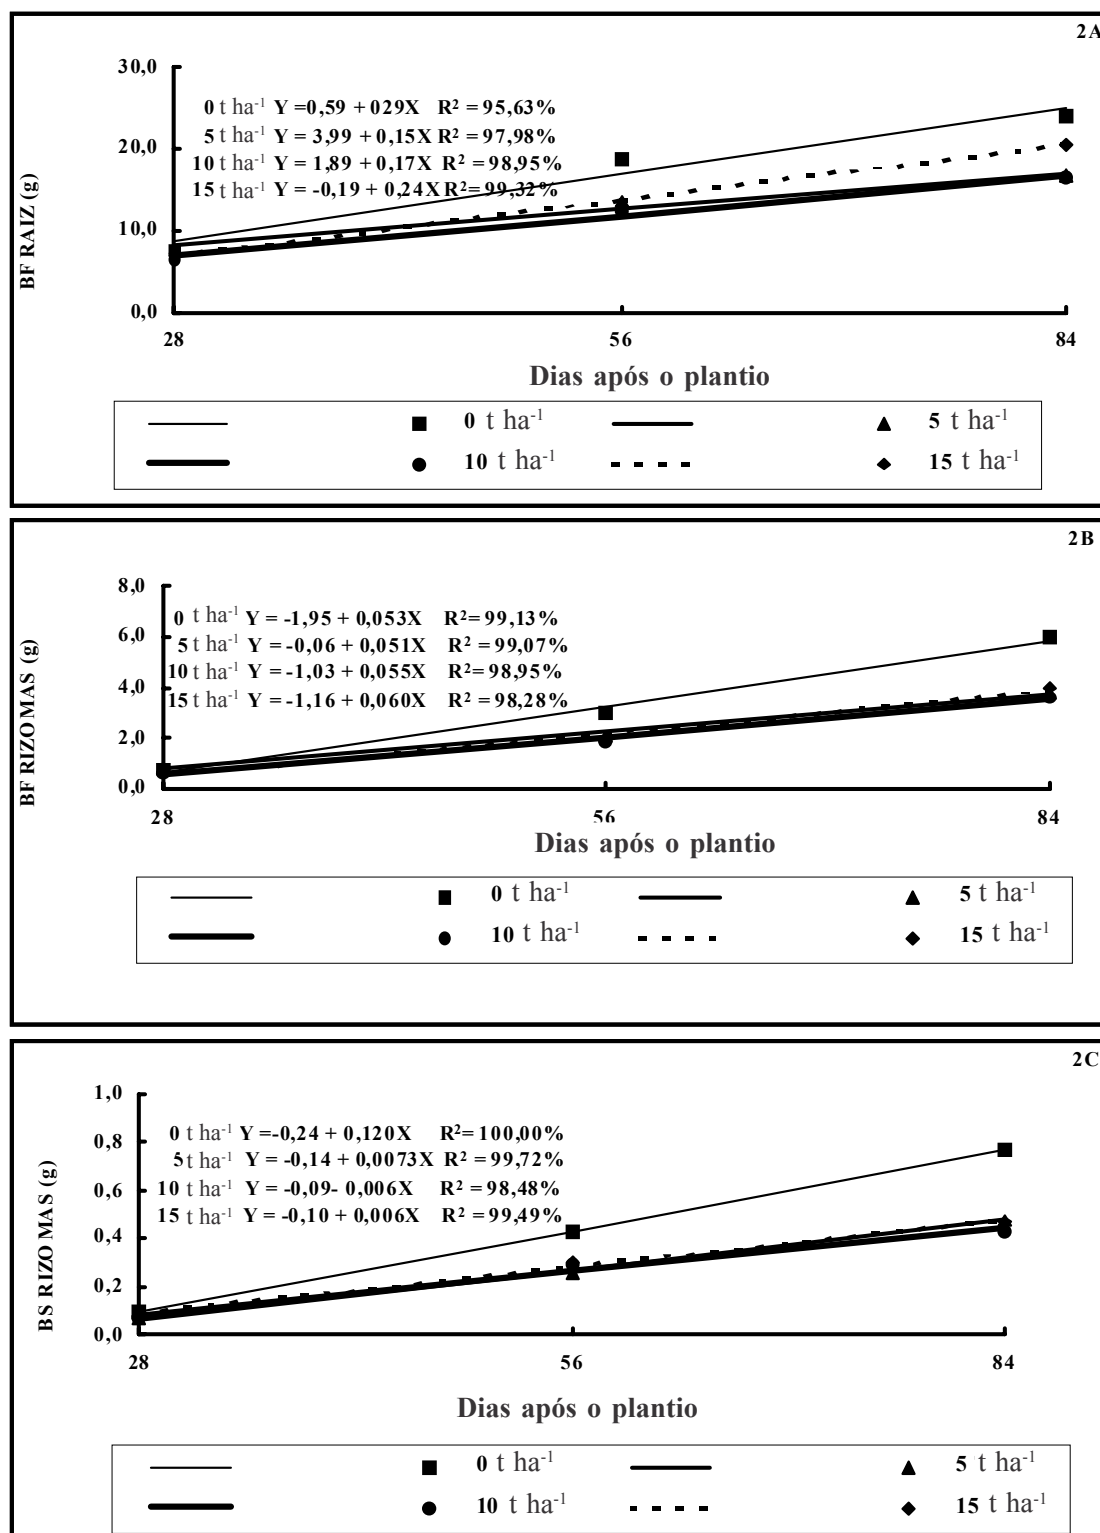 2A
30,0
20,0
10,0
0,0
BF RAIZ (g)
0 t ha⁻¹ Y =0,59 + 029X R² = 95,63%
5 t ha⁻¹ Y = 3,99 + 0,15X R² = 97,98%
10 t ha⁻¹ Y = 1,89 + 0,17X R² = 98,95%
15 t ha⁻¹ Y = -0,19 + 0,24X R² = 99,32%
28 56 84
Dias após o plantio
0 t ha⁻¹ 5 t ha⁻¹
10 t ha⁻¹ 15 t ha⁻¹
2B
8,0
6,0
4,0
2,0
0,0
BF RIZOMAS (g)
0 t ha⁻¹ Y = -1,95 + 0,053X R²= 99,13%
5 t ha⁻¹ Y = -0,06 + 0,051X R² = 99,07%
10 t ha⁻¹ Y = -1,03 + 0,055X R² = 98,95%
15 t ha⁻¹ Y = -1,16 + 0,060X R² = 98,28%
28 56 84
Dias após o plantio
0 t ha⁻¹ 5 t ha⁻¹
10 t ha⁻¹ 15 t ha⁻¹
2C
1,0
0,8
0,6
0,4
0,2
0,0
BS RIZOMAS (g)
0 t ha⁻¹ Y =-0,24 + 0,120X R²= 100,00%
5 t ha⁻¹ Y = -0,14 + 0,0073X R² = 99,72%
10 t ha⁻¹ Y = -0,09- 0,006X R² = 98,48%
15 t ha⁻¹ Y = -0,10 + 0,006X R² = 99,49%
28 56 84
Dias após o plantio
0 t ha⁻¹ 5 t ha⁻¹
10 t ha⁻¹ 15 t ha⁻¹